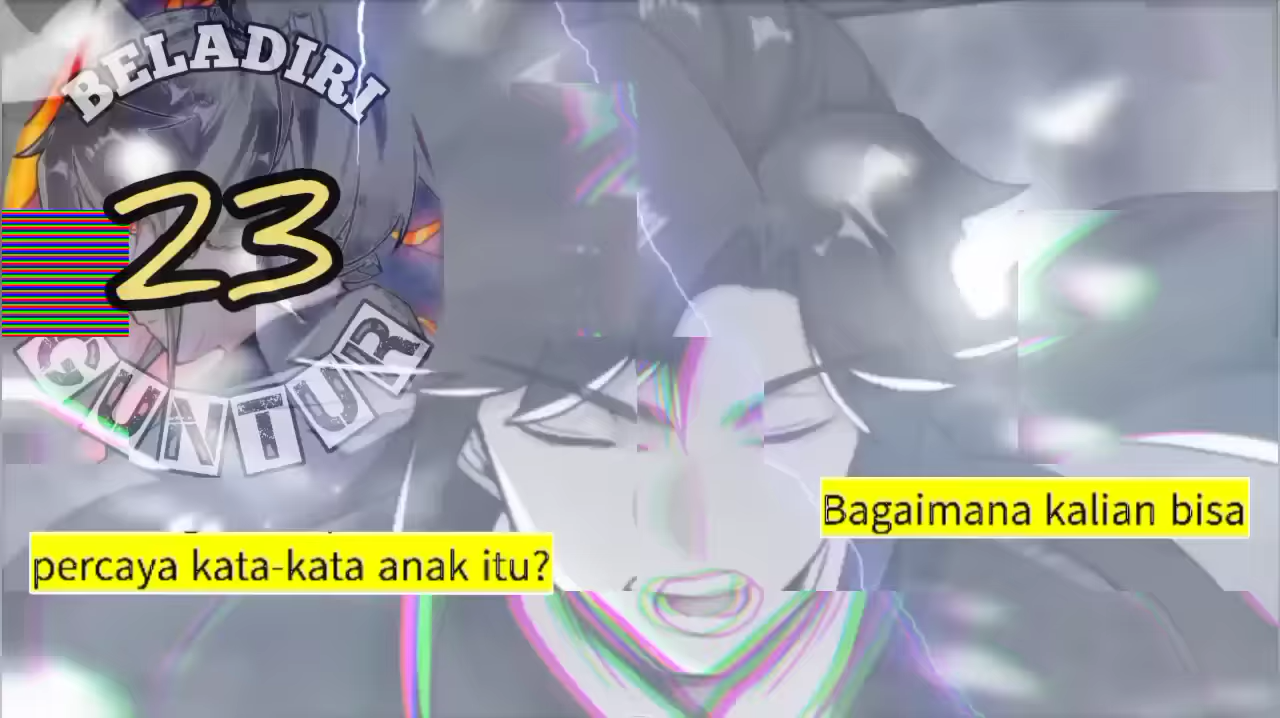 BELADIRI
23
GUNTUR
Bagaimana kalian bisa
percaya kata-kata anak itu?